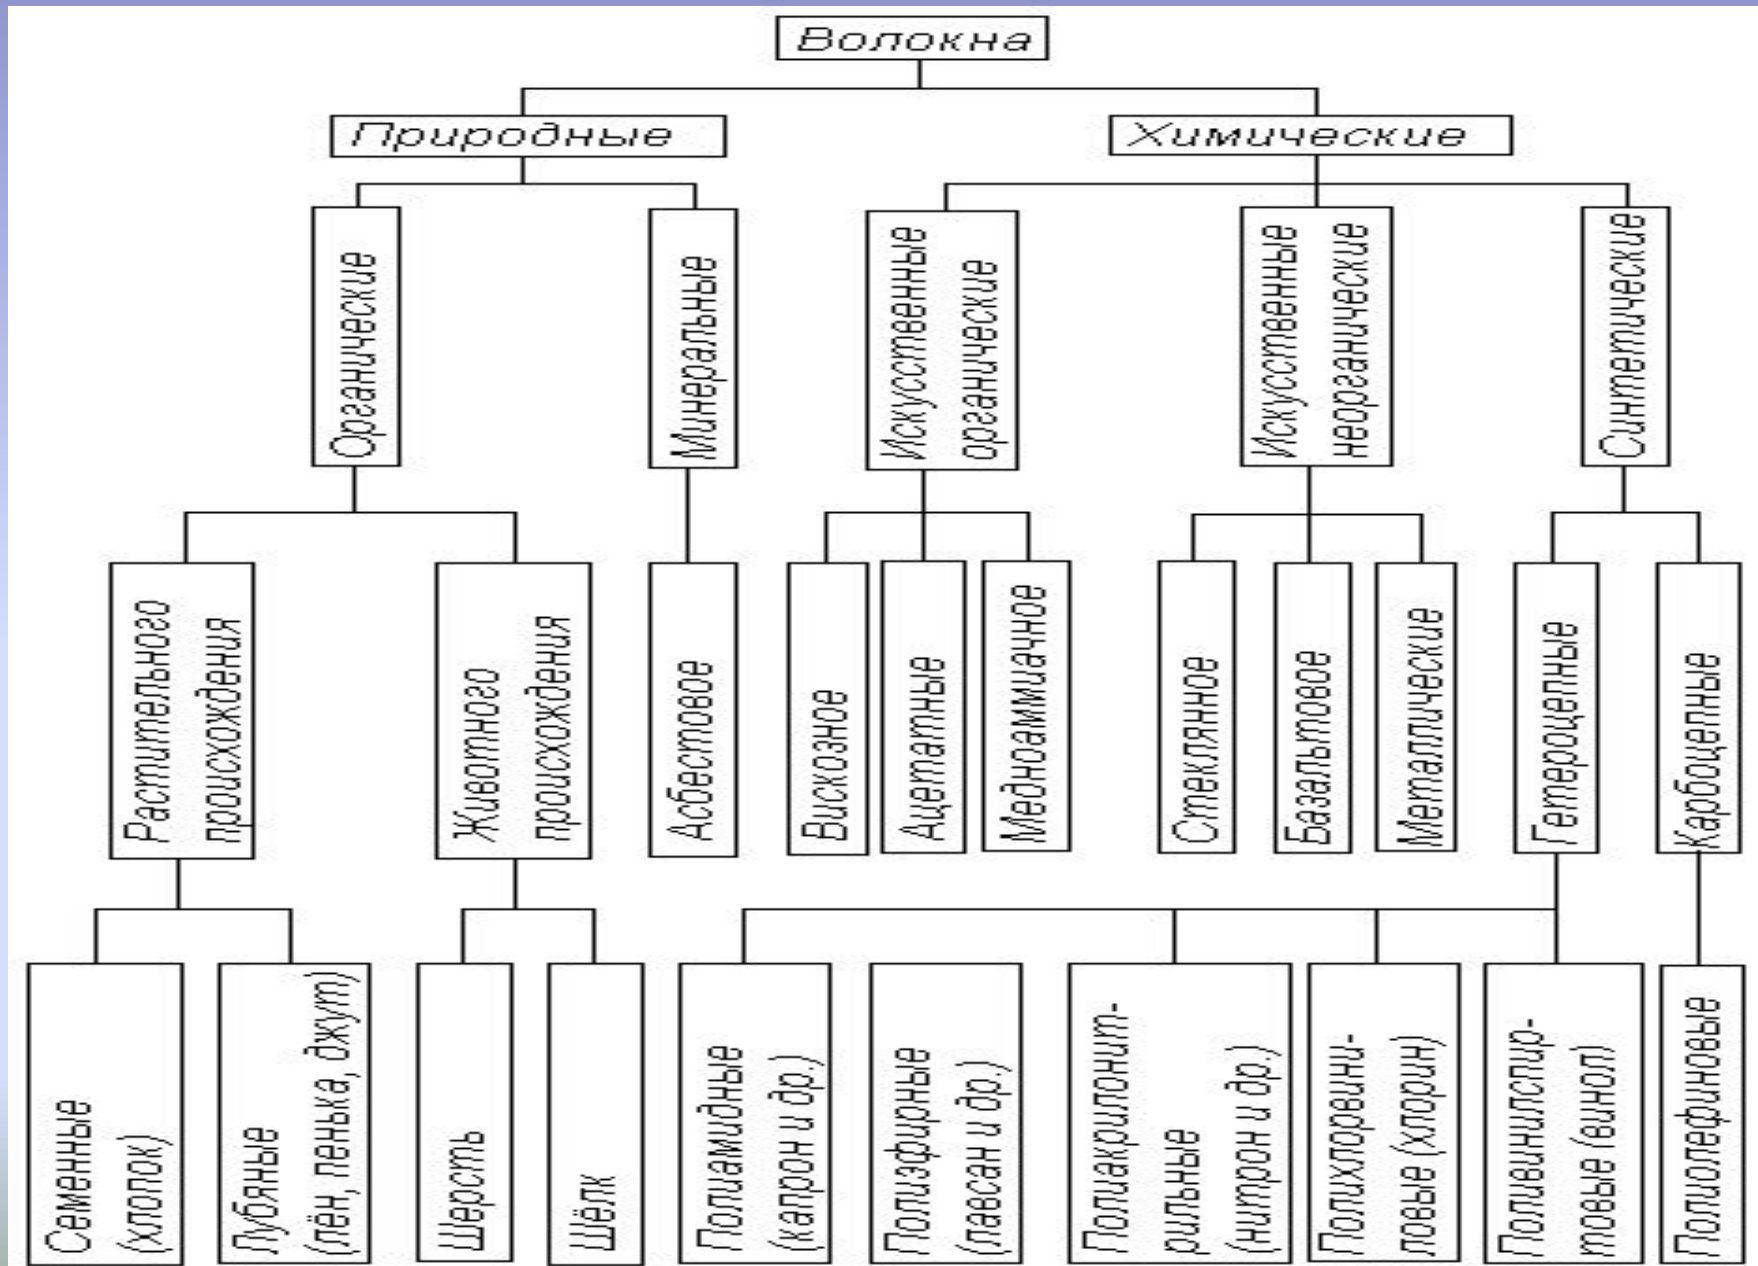 Волокна
Природные
Химические
Органические
Минеральные
Искусственные
органические
Искусственные
неорганические
Синтетические
Растительного
происхождения
Животного
происхождения
Асбестовое
Вискозное
Ацетатные
Медноаммиачное
Стеклянное
Базальтовое
Металлические
Гетероцепные
Карбоцепные
Семенные
(хлопок)
Лубяные
(лён, пенька, джут)
Шерсть
Шёлк
Полиамидные
(капрон и др.)
Полиэфирные
(лавсан и др.)
Полиакрилонит-
рильные
(нитрон и др.)
Полихлорвини-
ловые (хлорин)
Поливинилспир-
товые (винол)
Полиолефиновые